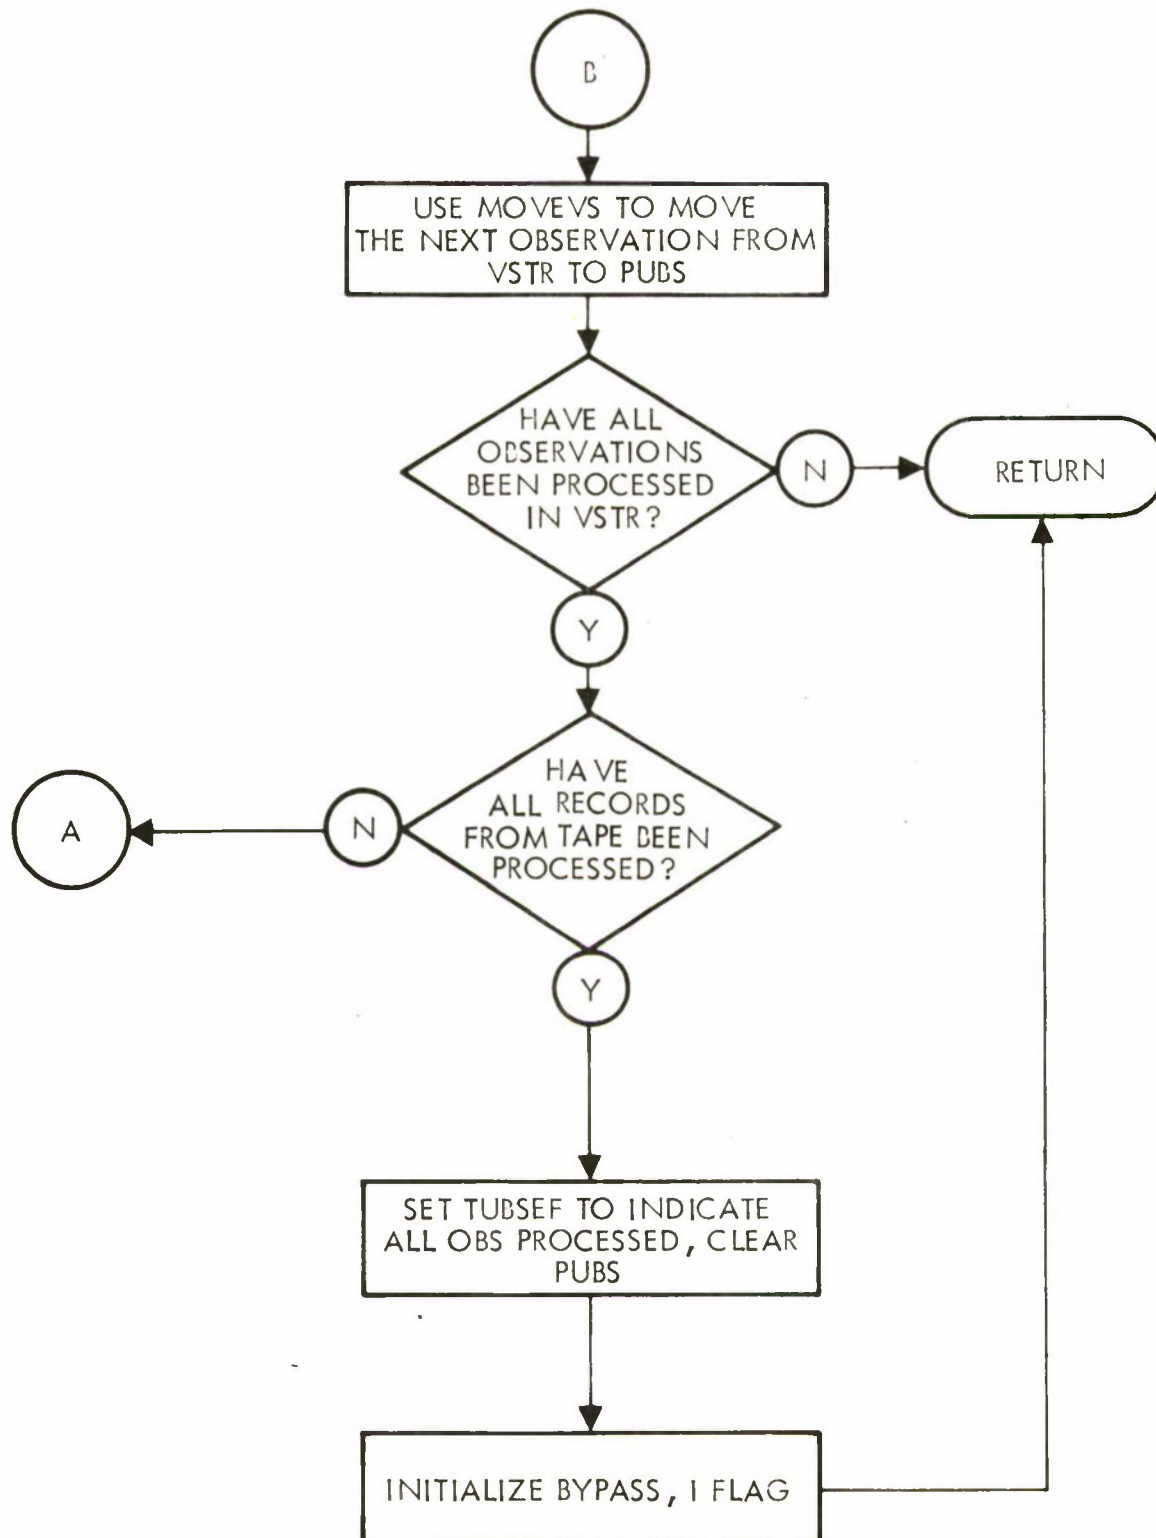 B
USE MOVEVS TO MOVE
THE NEXT OBSERVATION FROM
VSTR TO PUBS
HAVE ALL
OBSERVATIONS
BEEN PROCESSED
IN VSTR?
N
RETURN
Y
HAVE
ALL RECORDS
FROM TAPE BEEN
PROCESSED?
N
A
Y
SET TUBSEF TO INDICATE
ALL OBS PROCESSED, CLEAR
PUBS
INITIALIZE BYPASS, I FLAG